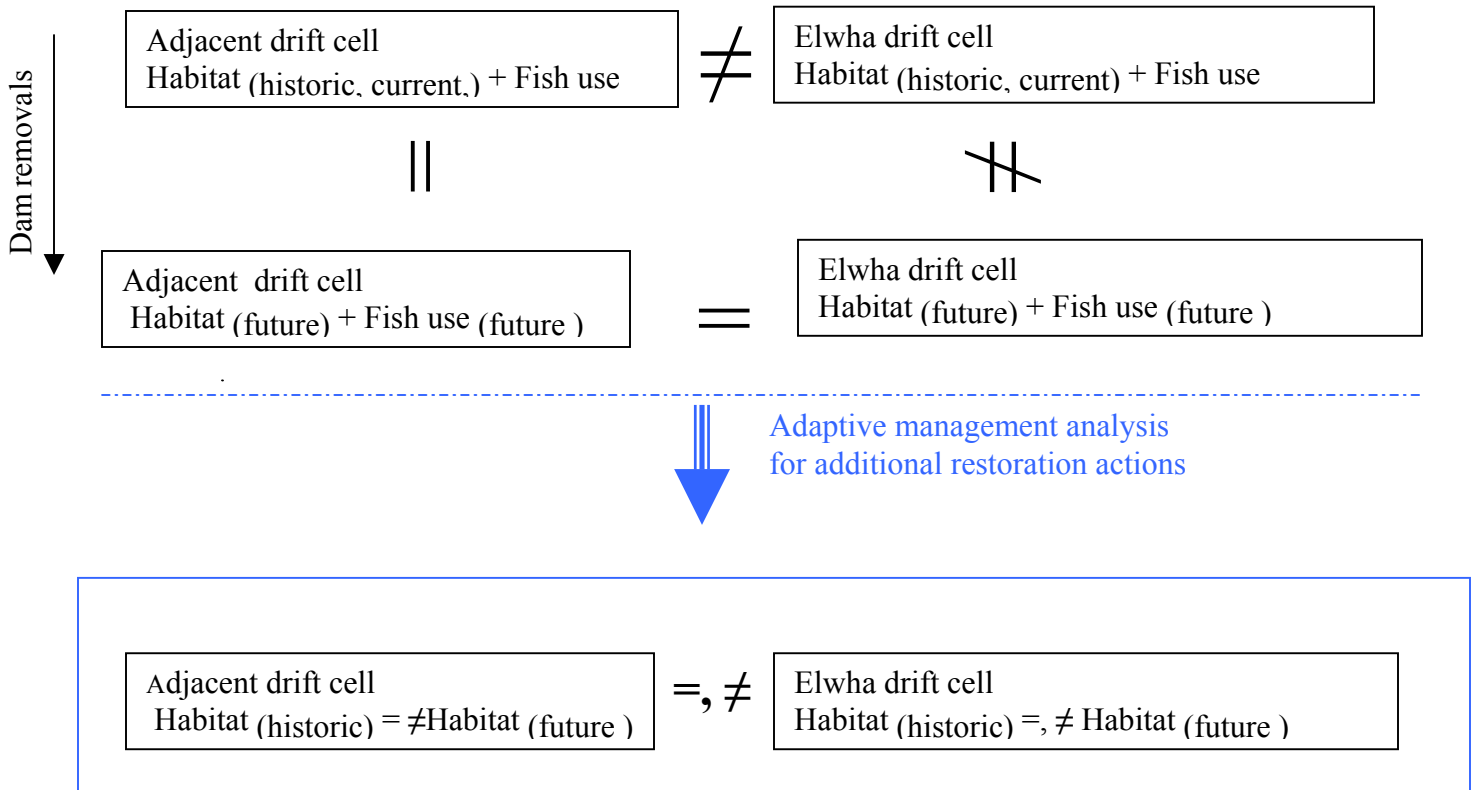 Dam removals
Adjacent drift cell
Habitat (historic, current,) + Fish use
≠
Elwha drift cell
Habitat (historic, current) + Fish use
||
Adjacent drift cell
Habitat (future) + Fish use (future )
=
Elwha drift cell
Habitat (future) + Fish use (future )
Adaptive management analysis
for additional restoration actions
Adjacent drift cell
Habitat (historic) = ≠Habitat (future )
=, ≠
Elwha drift cell
Habitat (historic) =, ≠ Habitat (future )